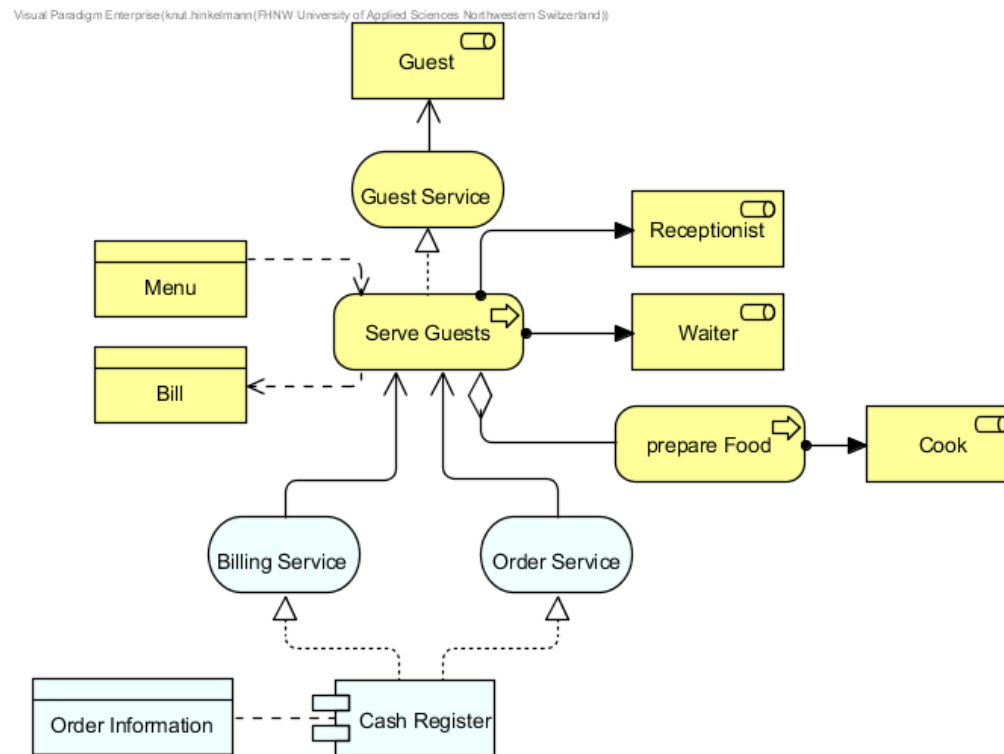 Visual Paradigm Enterprise(knut.hinkelmann(FHNW University of Applied Sciences Northwestern Switzerland))
Guest
Guest Service
Receptionist
Menu
Serve Guests
Waiter
Bill
prepare Food
Cook
Billing Service
Order Service
Order Information
Cash Register